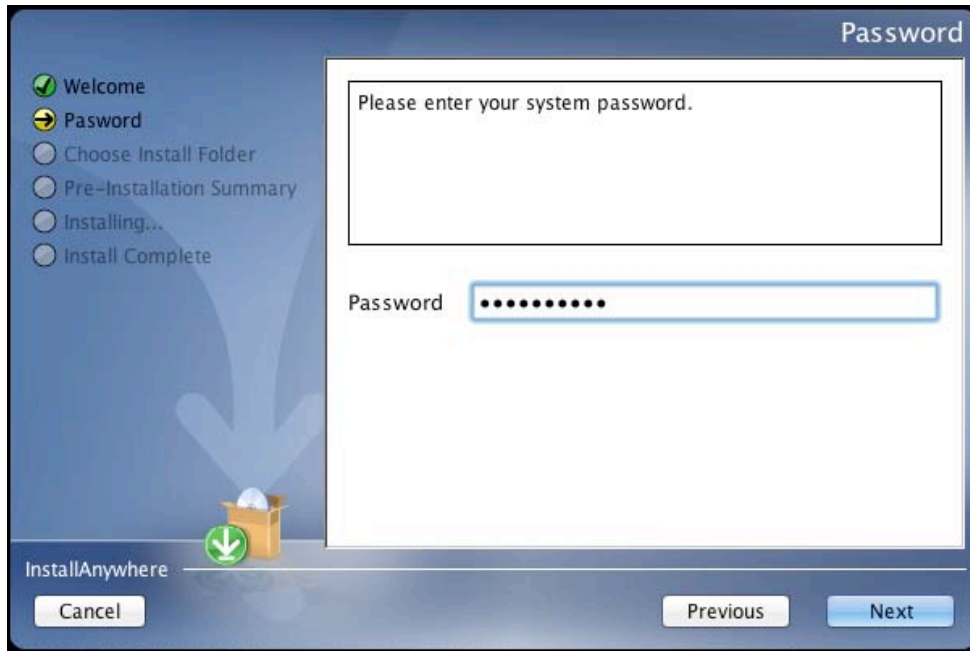 Password
Welcome
Pasword
Choose Install Folder
Pre-Installation Summary
Installing...
Install Complete
Please enter your system password.
Password ••••••••••
InstallAnywhere
Cancel
Previous
Next